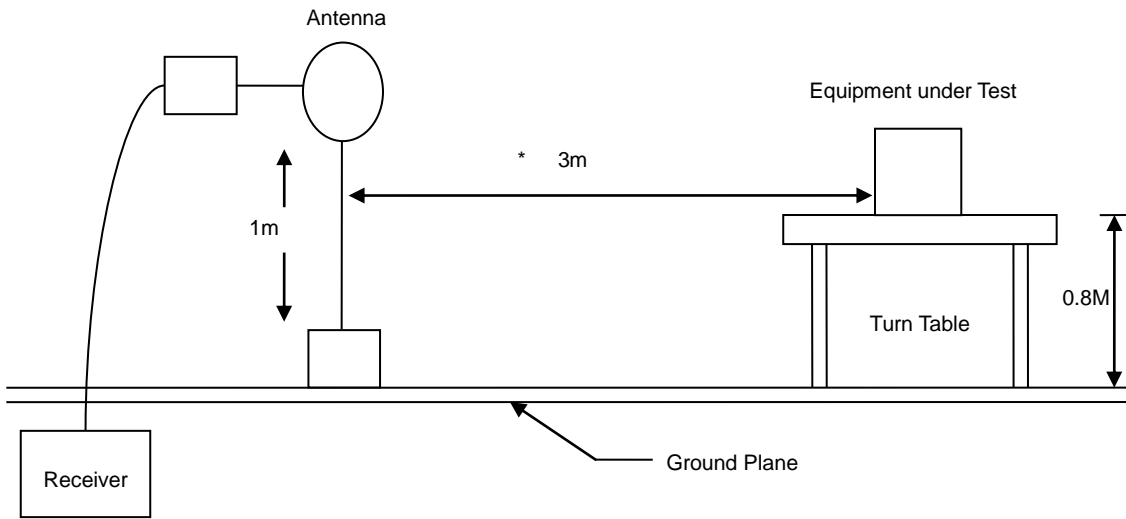 Antenna
Equipment under Test
* 3m
1m
0.8M
Turn Table
Ground Plane
Receiver